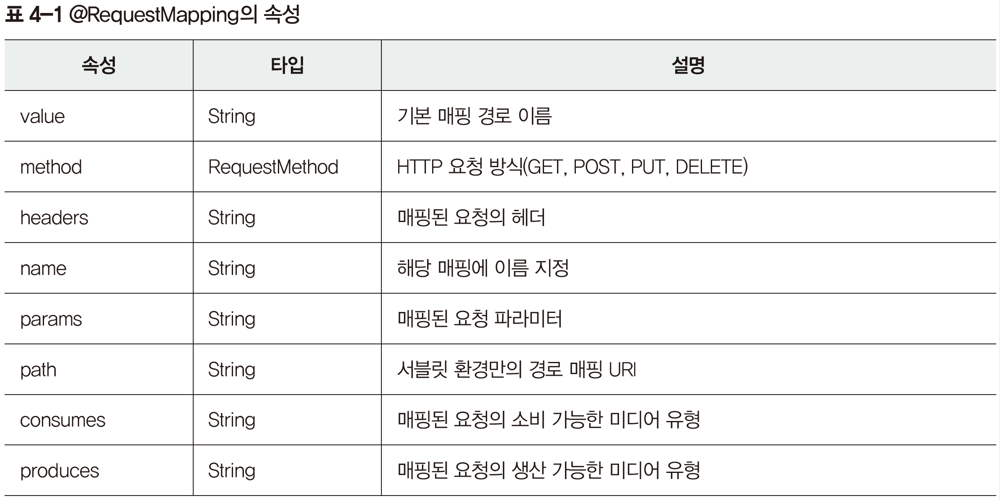 표 4-1 @RequestMapping의 속성
속성 타입 설명
value String 기본 매핑 경로 이름
method RequestMethod HTTP 요청 방식(GET, POST, PUT, DELETE)
headers String 매핑된 요청의 헤더
name String 해당 매핑에 이름 지정
params String 매핑된 요청 파라미터
path String 서블릿 환경만의 경로 매핑 URI
consumes String 매핑된 요청의 소비 가능한 미디어 유형
produces String 매핑된 요청의 생산 가능한 미디어 유형